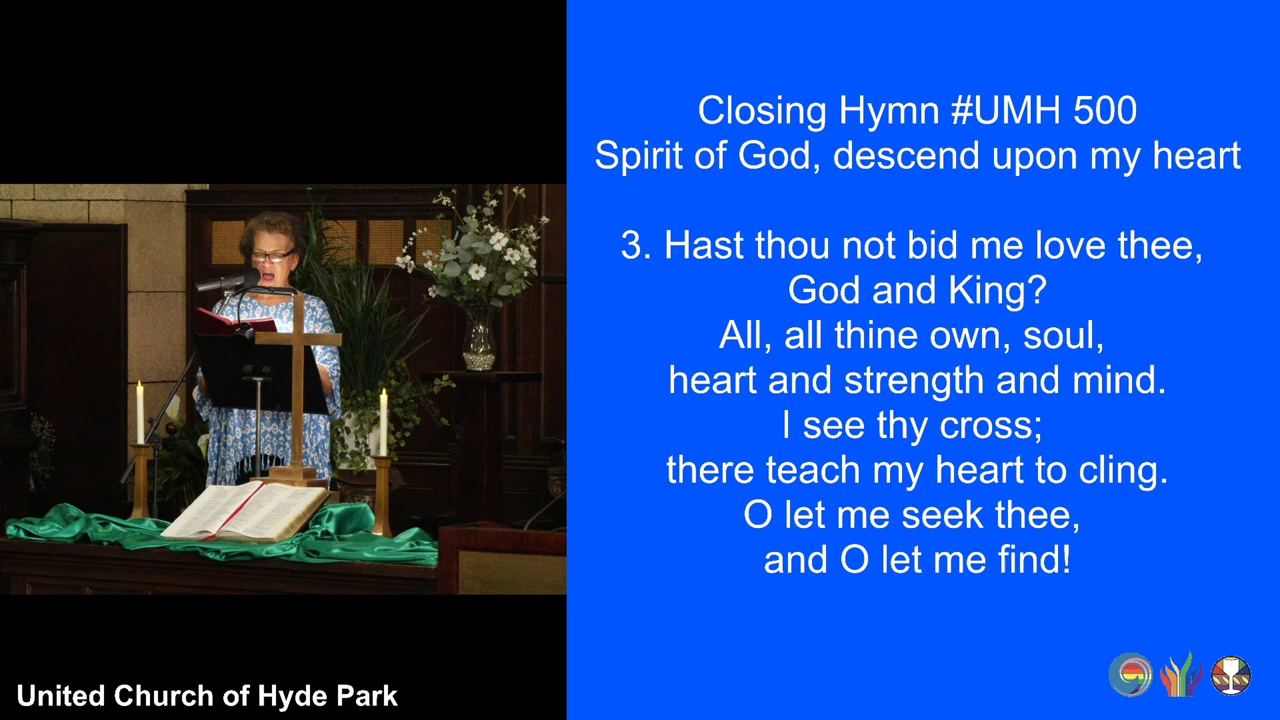 Closing Hymn #UMH 500
Spirit of God, descend upon my heart
3. Hast thou not bid me love thee,
God and King?
All, all thine own, soul,
heart and strength and mind.
I see thy cross;
there teach my heart to cling.
O let me seek thee,
and O let me find!
United Church of Hyde Park